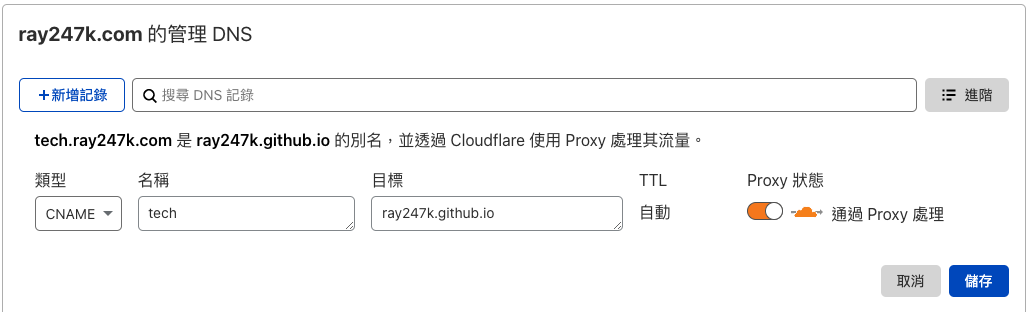 ray247k.com 的管理 DNS
+新增記錄 搜尋 DNS 記錄 進階
tech.ray247k.com 是 ray247k.github.io 的別名，並透過 Cloudflare 使用 Proxy 處理其流量。
類型 名稱 目標 TTL Proxy 狀態
CNAME tech ray247k.github.io 自動 通過 Proxy 處理
取消 儲存